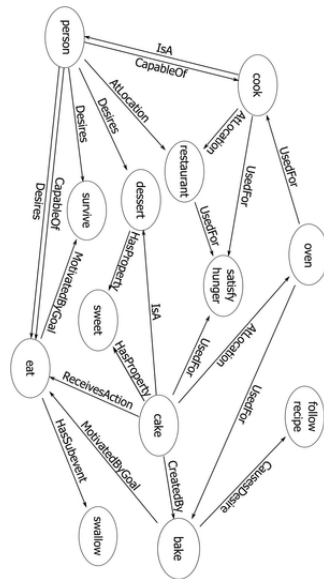 person
IsA
CapableOf
cook
AtLocation
AtLocation
UsedFor
UsedFor
Desires
Desires
restaurant
UsedFor
oven
CapableOf
Desires
survive
dessert
satisfy
hunger
MotivatedByGoal
HasProperty
sweet
IsA
UsedFor
AtLocation
UsedFor
HasProperty
eat
ReceivesAction
cake
follow
recipe
CreatedBy
MotivatedByGoal
CausesDesire
HasSubevent
swallow
bake